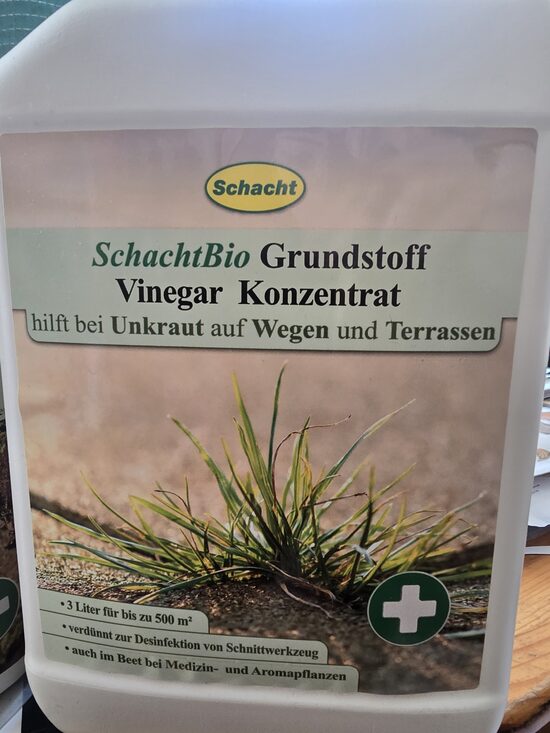 Schacht
SchachtBio Grundstoff
Vinegar Konzentrat
hilft bei Unkraut auf Wegen und Terrassen
• 3 Liter für bis zu 500 m²
• verdünnt zur Desinfektion von Schnittwerkzeug
• auch im Beet bei Medizin- und Aromapflanzen